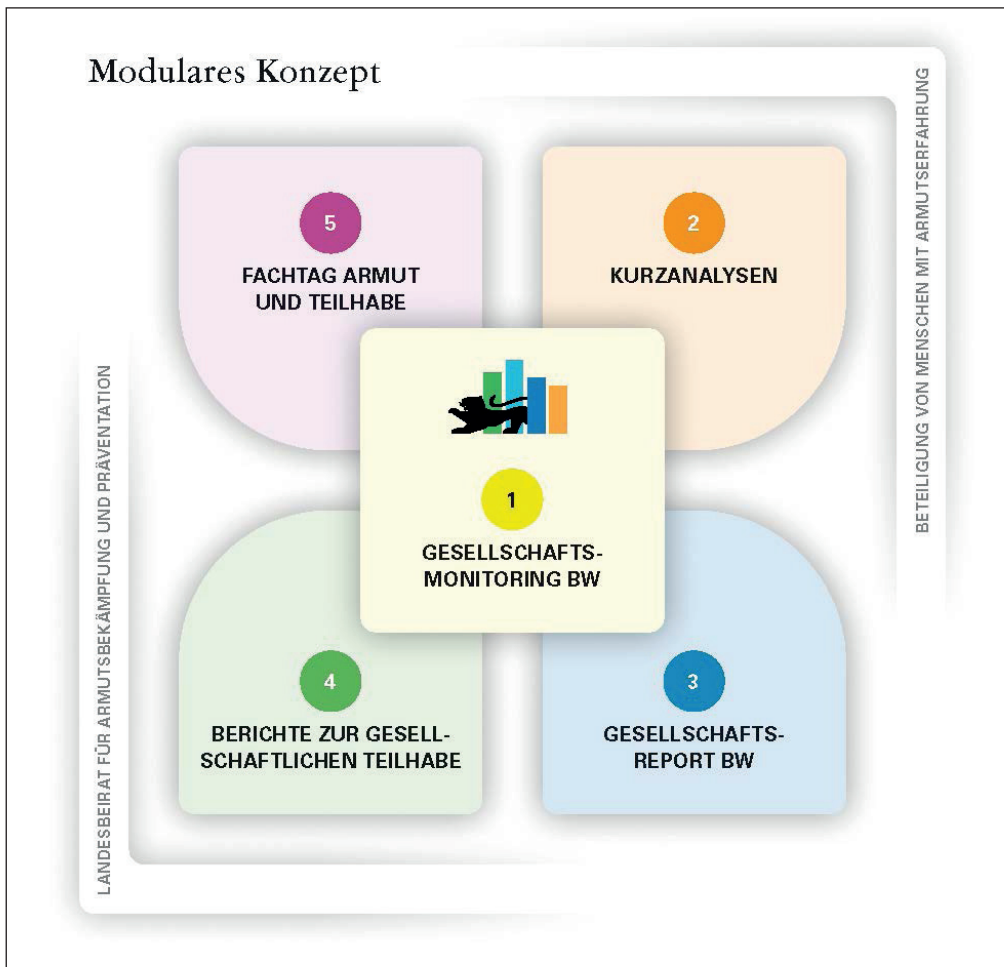 Modulares Konzept
1
GESELLSCHAFTS-
MONITORING BW
2
KURZANALYSEN
3
GESELLSCHAFTS-
REPORT BW
4
BERICHTE ZUR GESELL-
SCHAFTLICHEN TEILHABE
5
FACHTAG ARMUT
UND TEILHABE
LANDESBEIRAT FÜR ARMUTSBEKÄMPFUNG UND PRÄVENTATION
BETEILIGUNG VON MENSCHEN MIT ARMUTSERFAHRUNG